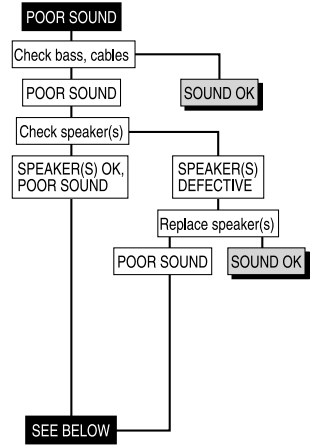 POOR SOUND
Check bass, cables
POOR SOUND
SOUND OK
Check speaker(s)
SPEAKER(S) OK,
POOR SOUND
SPEAKER(S)
DEFECTIVE
Replace speaker(s)
POOR SOUND
SOUND OK
SEE BELOW